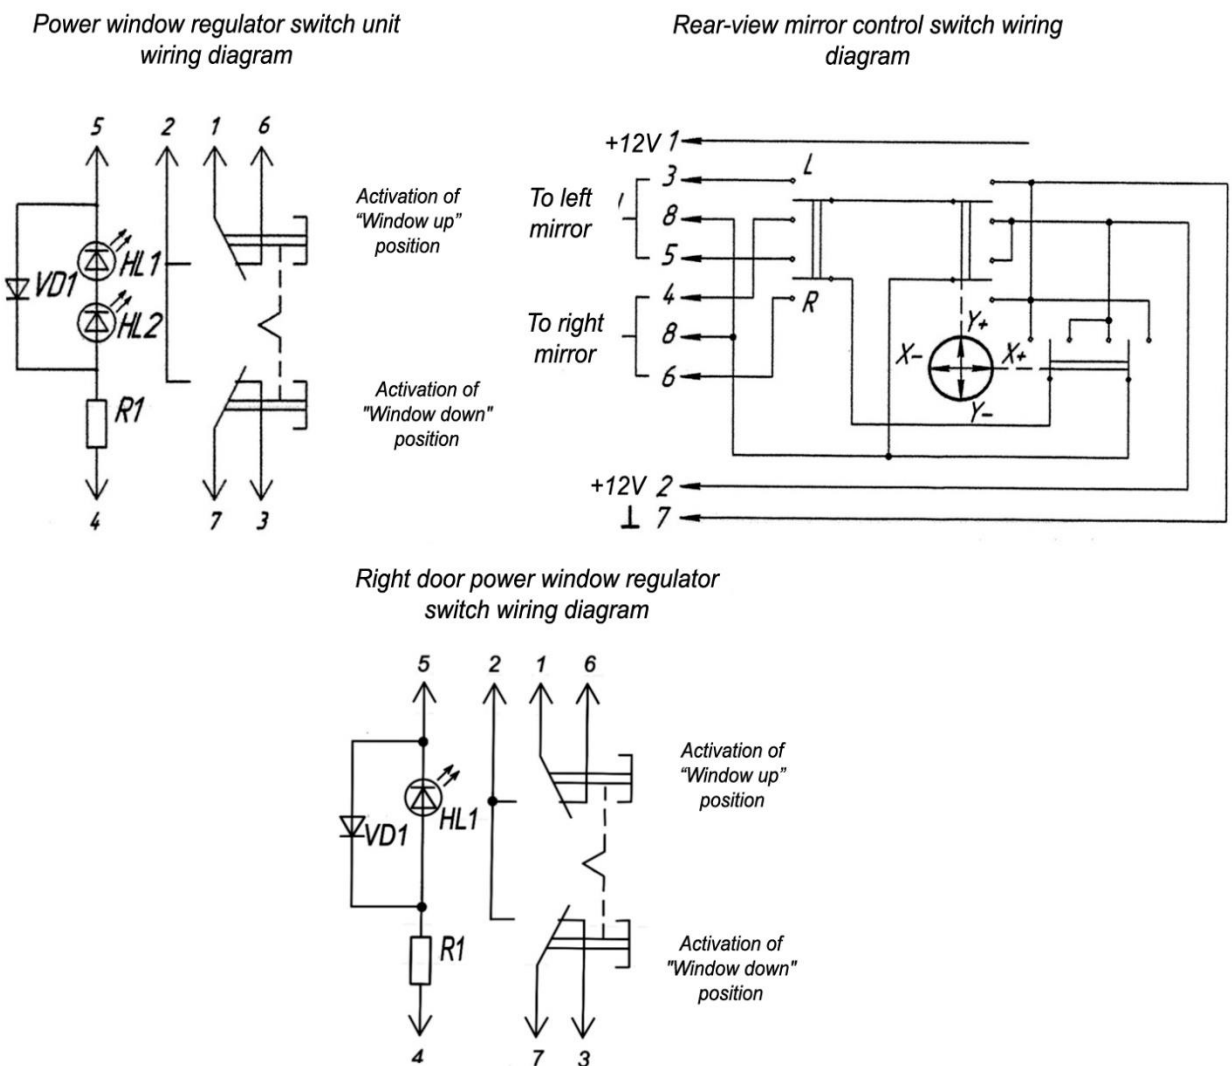 Power window regulator switch unit
wiring diagram
5 2 1 6
Activation of
“Window up”
position
HL1
VD1
HL2
R1
Activation of
"Window down"
position
4 7 3
Rear-view mirror control switch wiring
diagram
+12V 1
3 L
To left
mirror
8
5
4 R
To right
mirror
8
6
Y+
X- X+
Y-
+12V 2
⊥ 7
Right door power window regulator
switch wiring diagram
5 2 1 6
Activation of
“Window up”
position
HL1
VD1
R1
Activation of
"Window down"
position
4 7 3